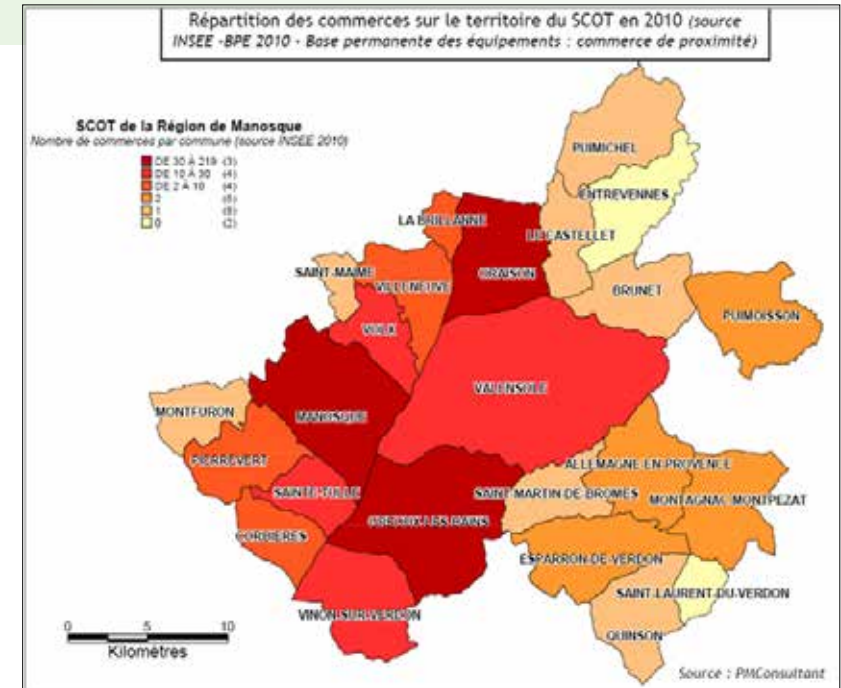 Répartition des commerces sur le territoire du SCOT en 2010 (source
INSEE -BPE 2010 - Base permanente des équipements : commerce de proximité)
SCOT de la Région de Manosque
Nombre de commerces par commune (source INSEE 2010)
DE 30 À 219 (3)
DE 10 À 30 (4)
DE 2 À 10 (4)
2
1
0 (2)
PUIMICHEL
ENTREVENNES
LA BRILLANNE
LE CASTELLET
SAINT-MAIME
ORAISON
VILLENEUVE
BRUNET
PUIMOISSON
VOLX
VALENSOLE
MONTFURON
MANOSQUE
PIERREVERT
ALLEMAGNE-EN-PROVENCE
SAINTE-TULLE
SAINT-MARTIN-DE-BROMES
MONTAGNAC-MONTPEZAT
GREOUX-LES-BAINS
CORBIERES
ESPARRON-DE-VERDON
SAINT-LAURENT-DU-VERDON
VINON-SUR-VERDON
QUINSON
0 5 10
Kilomètres
Source : PMConsultant